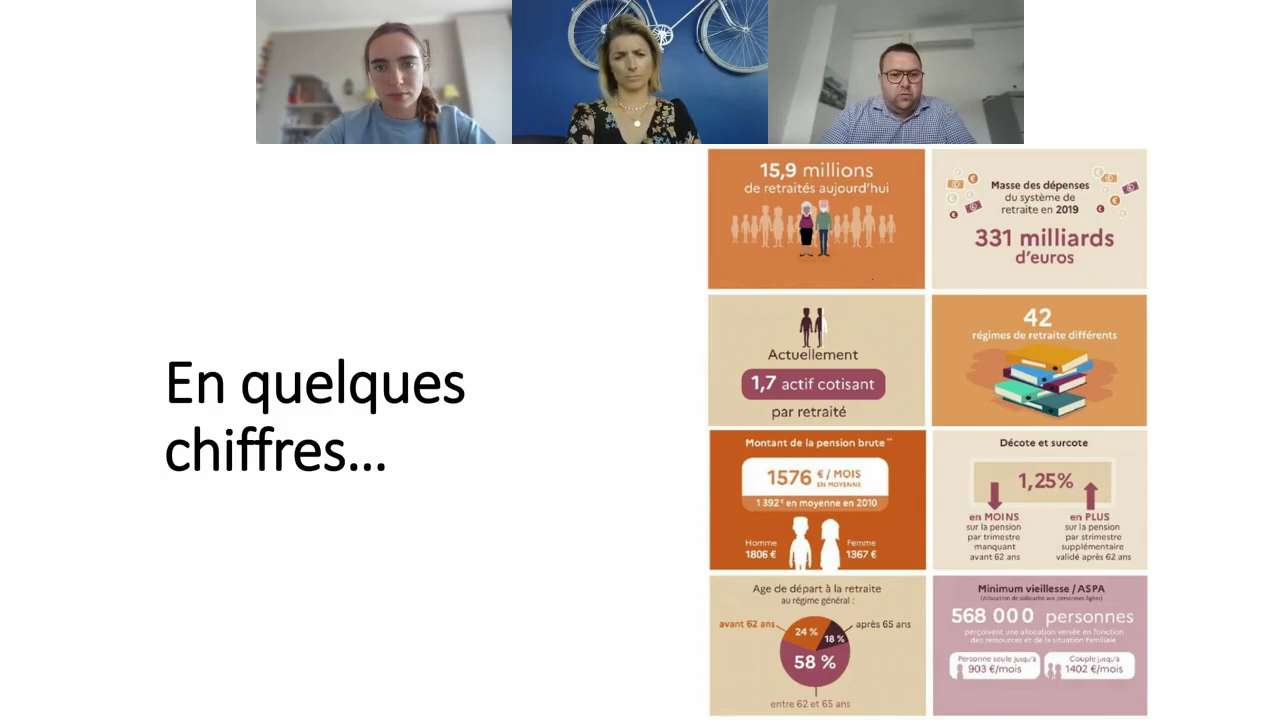 En quelques
chiffres...
15,9 millions
de retraités aujourd'hui
Masse des dépenses
du système de
retraite en 2019
331 milliards
d'euros
Actuellement
1,7 actif cotisant
par retraité
42
régimes de retraite différents
Montant de la pension brute
1576 € / MOIS
EN MOYENNE
1 392 € en moyenne en 2010
Homme
1806 €
Femme
1367 €
Décote et surcote
1,25%
en MOINS
sur la pension
par trimestre
manquant
avant 62 ans
en PLUS
sur la pension
par strimestre
supplémentaire
validé après 62 ans
Age de départ à la retraite
au régime général :
avant 62 ans
24 %
après 65 ans
18 %
58 %
entre 62 et 65 ans
Minimum vieillesse / ASPA
(Allocation de solidarité aux personnes âgées)
568 000 personnes
perçoivent une allocation versée en fonction
des ressources et de la situation familiale
Personne seule jusqu'à
903 €/mois
Couple jusqu'à
1402 €/mois